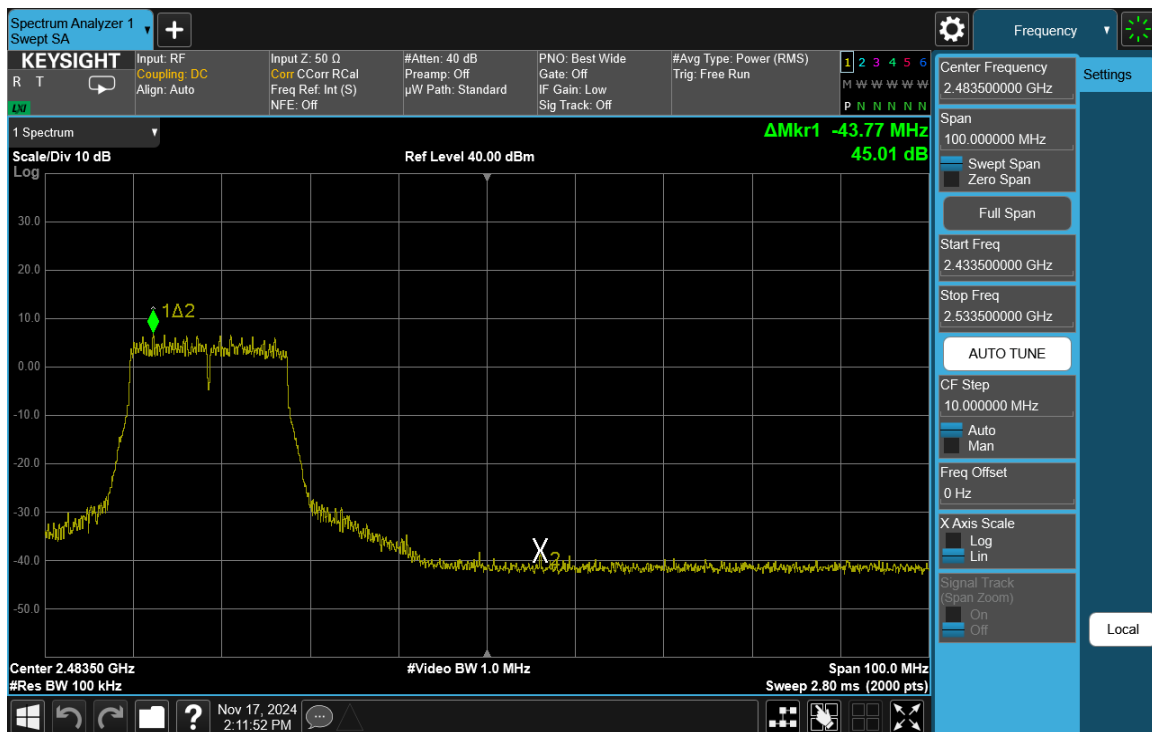 Spectrum Analyzer 1
Swept SA
+
Frequency
KEYSIGHT
R T
LXI
Input: RF
Coupling: DC
Align: Auto
Input Z: 50 Ω
Corr CCorr RCal
Freq Ref: Int (S)
NFE: Off
#Atten: 40 dB
Preamp: Off
µW Path: Standard
PNO: Best Wide
Gate: Off
IF Gain: Low
Sig Track: Off
#Avg Type: Power (RMS)
Trig: Free Run
1 2 3 4 5 6
M W W W W W
P N N N N N
1 Spectrum
Scale/Div 10 dB
Log
Ref Level 40.00 dBm
ΔMkr1 -43.77 MHz
45.01 dB
30.0
20.0
10.0
0.00
-10.0
-20.0
-30.0
-40.0
-50.0
1Δ2
X2
Center 2.48350 GHz
#Res BW 100 kHz
#Video BW 1.0 MHz
Span 100.0 MHz
Sweep 2.80 ms (2000 pts)
Center Frequency
2.483500000 GHz
Span
100.000000 MHz
Swept Span
Zero Span
Full Span
Start Freq
2.433500000 GHz
Stop Freq
2.533500000 GHz
AUTO TUNE
CF Step
10.000000 MHz
Auto
Man
Freq Offset
0 Hz
X Axis Scale
Log
Lin
Signal Track
(Span Zoom)
On
Off
Settings
Local
?
Nov 17, 2024
2:11:52 PM